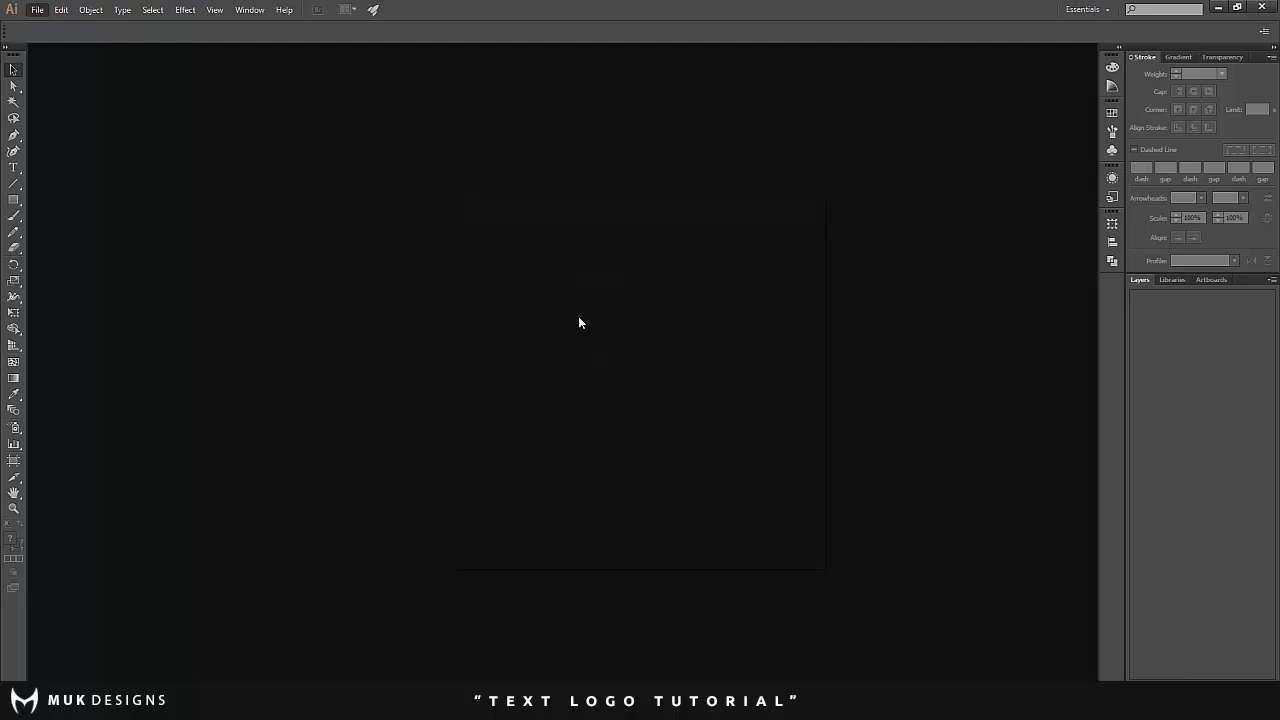 Ai File Edit Object Type Select Effect View Window Help Br Essentials
Stroke Gradient Transparency
Weight:
Cap:
Corner: Limit: x
Align Stroke:
Dashed Line
dash gap dash gap dash gap
Arrowheads:
Scale: 100% 100%
Align:
Profile:
Layers Libraries Artboards
T
?
MUK DESIGNS
“TEXT LOGO TUTORIAL”